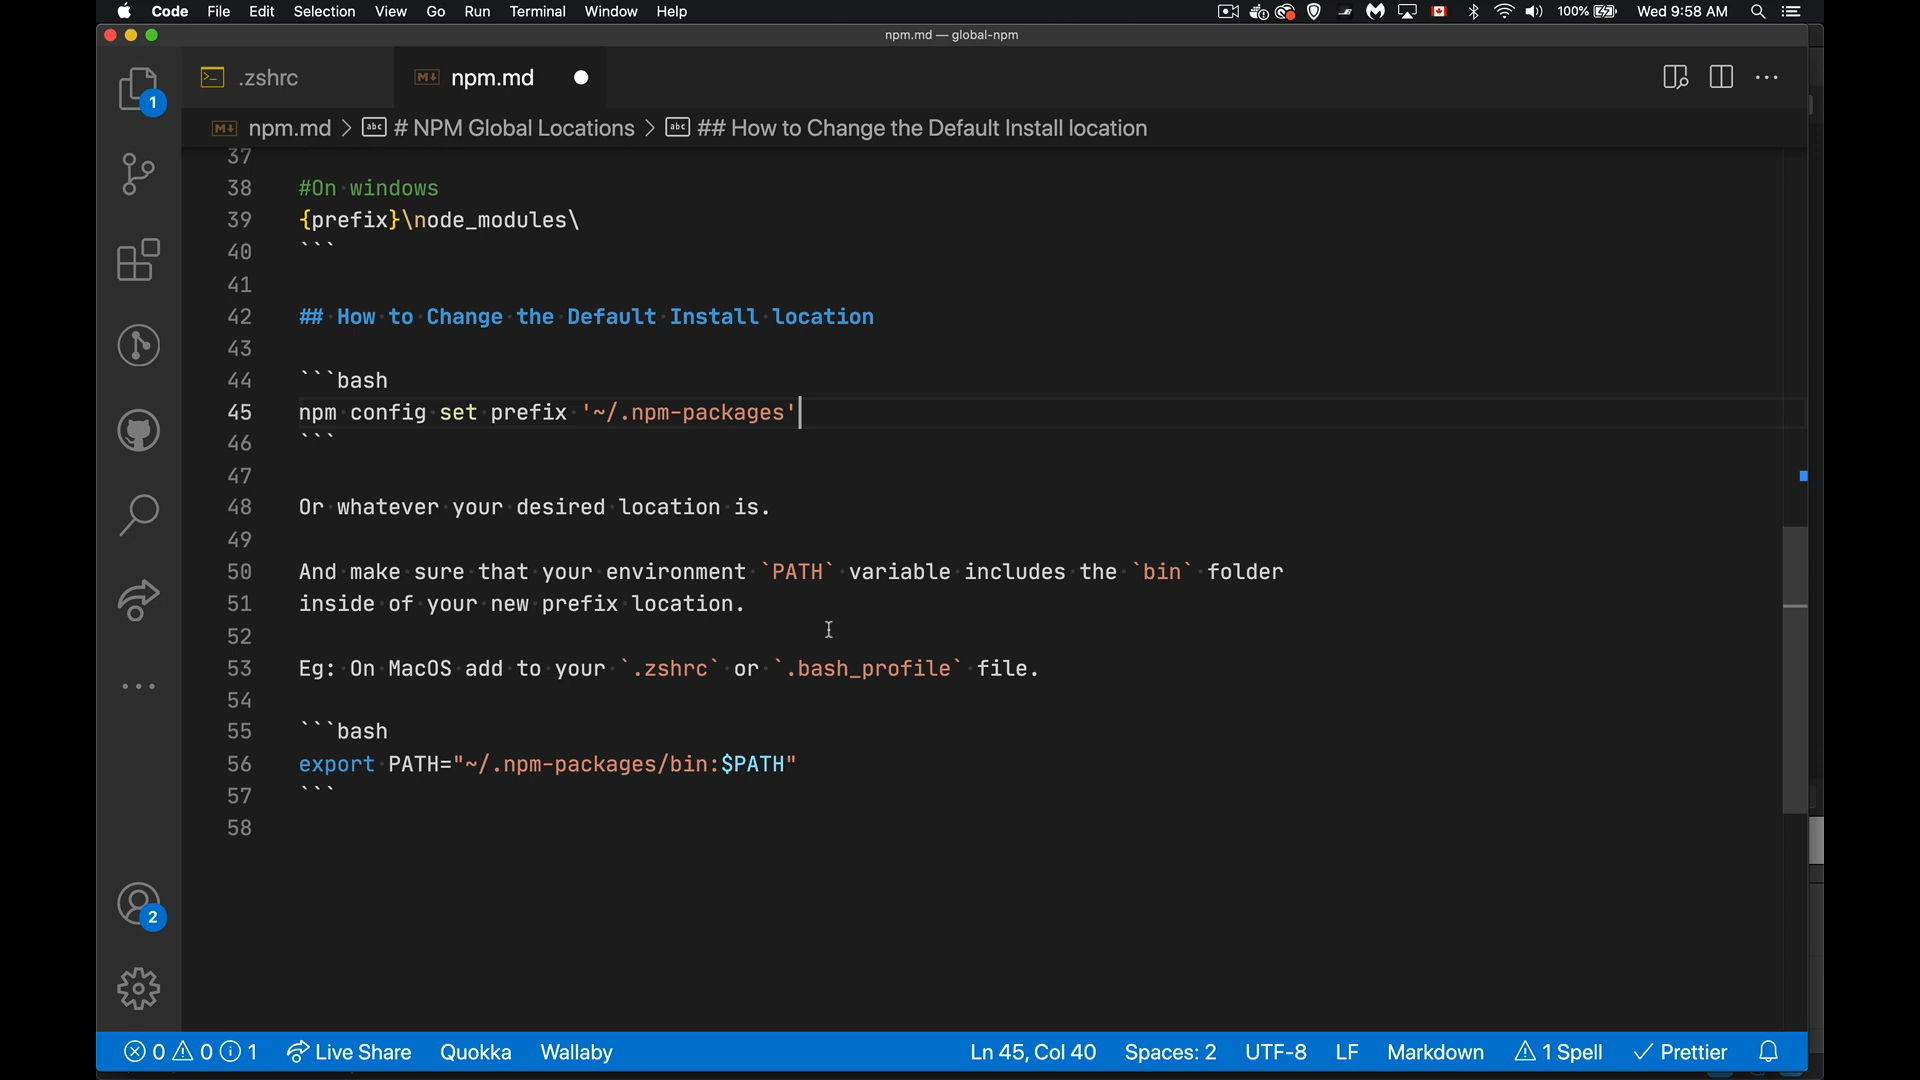 Code File Edit Selection View Go Run Terminal Window Help 100% Wed 9:58 AM
npm.md — global-npm
.zshrc npm.md
npm.md > # NPM Global Locations > ## How to Change the Default Install location
37
38 #On windows
39 {prefix}\node_modules\
40 ```
41
42 ## How to Change the Default Install location
43
44 ```bash
45 npm config set prefix '~/.npm-packages'
46 ```
47
48 Or whatever your desired location is.
49
50 And make sure that your environment `PATH` variable includes the `bin` folder
51 inside of your new prefix location.
52
53 Eg: On MacOS add to your `.zshrc` or `.bash_profile` file.
54
55 ```bash
56 export PATH="~/.npm-packages/bin:$PATH"
57 ```
58
1
2
0 0 1 Live Share Quokka Wallaby Ln 45, Col 40 Spaces: 2 UTF-8 LF Markdown 1 Spell Prettier